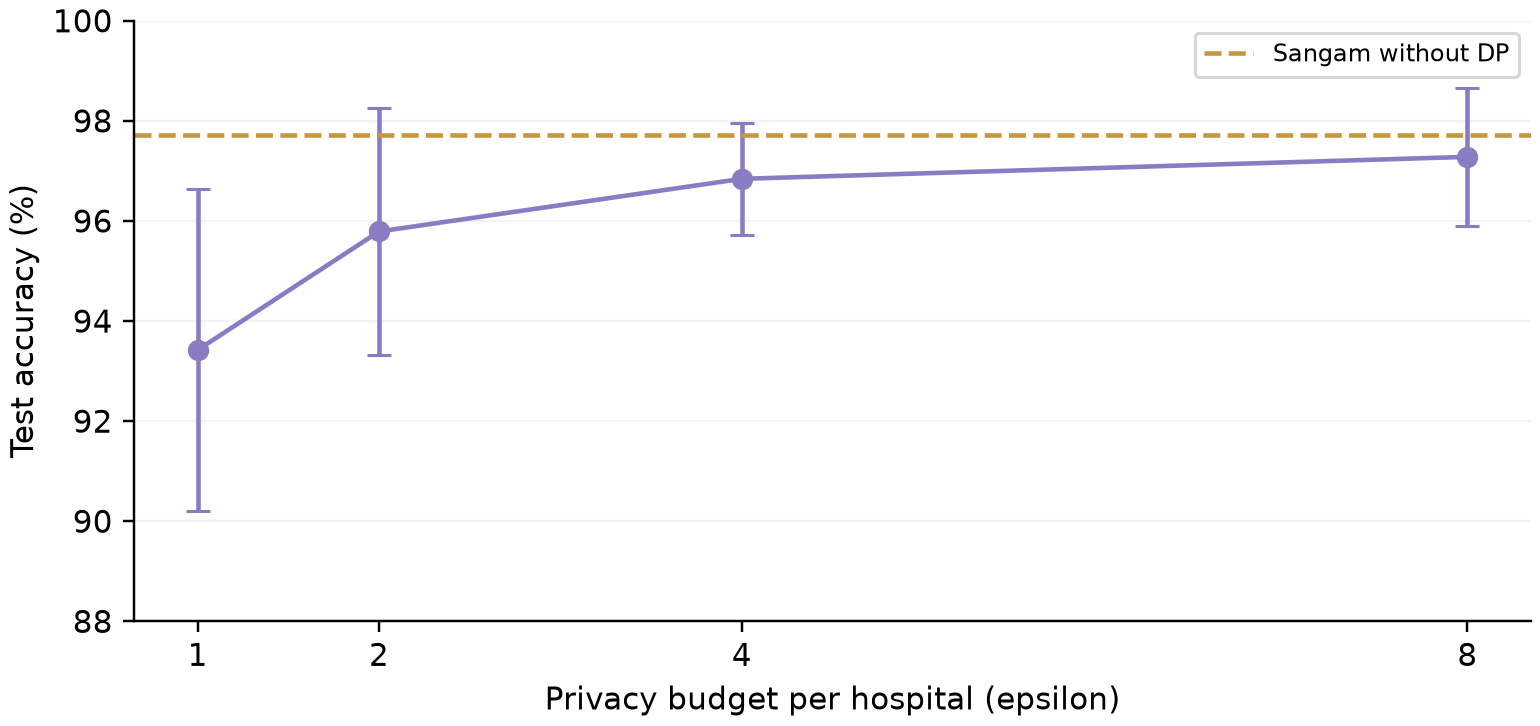 Test accuracy (%)
100
98
96
94
92
90
88
Sangam without DP
1 2 4 8
Privacy budget per hospital (epsilon)